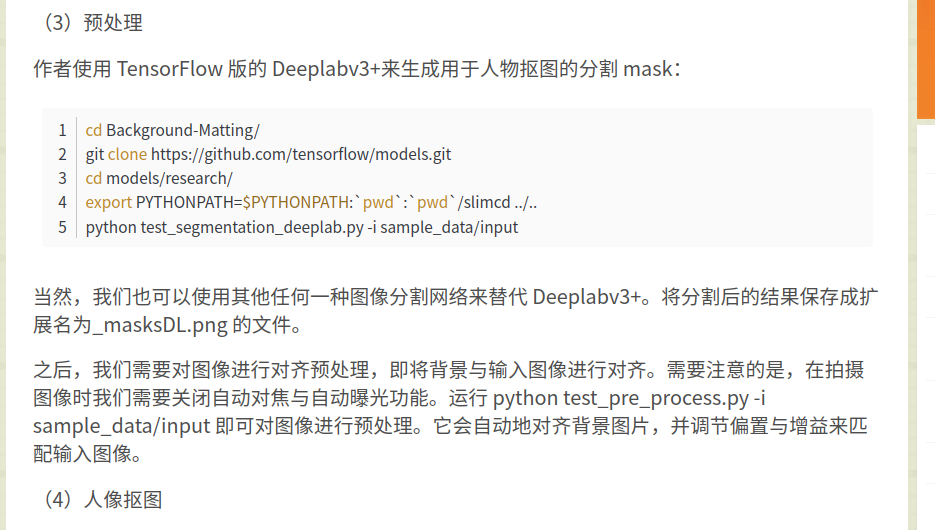 （3）预处理
作者使用 TensorFlow 版的 Deeplabv3+来生成用于人物抠图的分割 mask：
1 cd Background-Matting/
2 git clone https://github.com/tensorflow/models.git
3 cd models/research/
4 export PYTHONPATH=$PYTHONPATH:`pwd`:`pwd`/slimcd ../..
5 python test_segmentation_deeplab.py -i sample_data/input
当然，我们也可以使用其他任何一种图像分割网络来替代 Deeplabv3+。将分割后的结果保存成扩
展名为_masksDL.png 的文件。
之后，我们需要对图像进行对齐预处理，即将背景与输入图像进行对齐。需要注意的是，在拍摄
图像时我们需要关闭自动对焦与自动曝光功能。运行 python test_pre_process.py -i
sample_data/input 即可对图像进行预处理。它会自动地对齐背景图片，并调节偏置与增益来匹
配输入图像。
（4）人像抠图